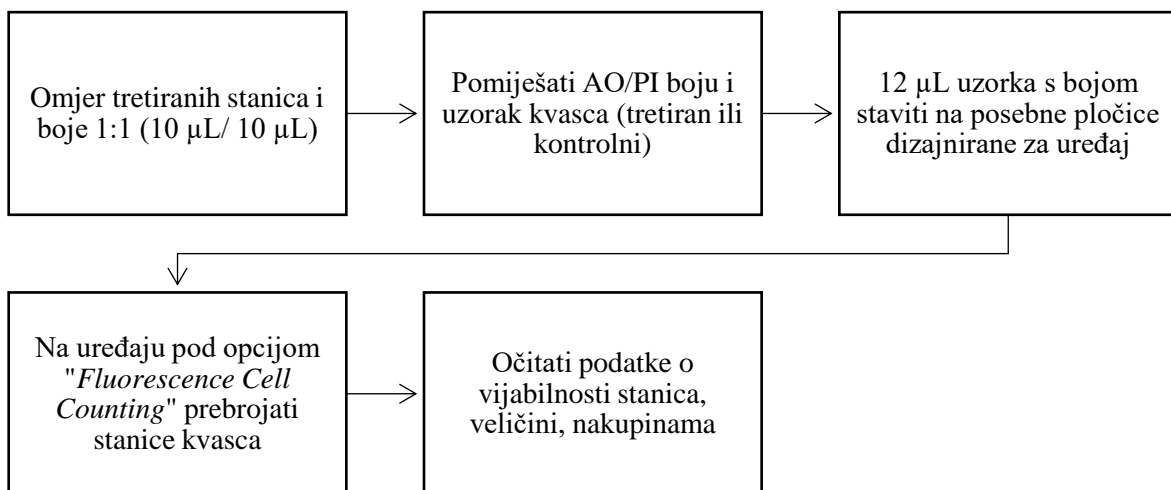 Omjer tretiranih stanica i
boje 1:1 (10 µL/ 10 µL)
Pomiješati AO/PI boju i
uzorak kvasca (tretiran ili
kontrolni)
12 µL uzorka s bojom
staviti na posebne pločice
dizajnirane za uređaj
Na uređaju pod opcijom
"Fluorescence Cell
Counting" prebrojati
stanice kvasca
Očitati podatke o
vijabilnosti stanica,
veličini, nakupinama